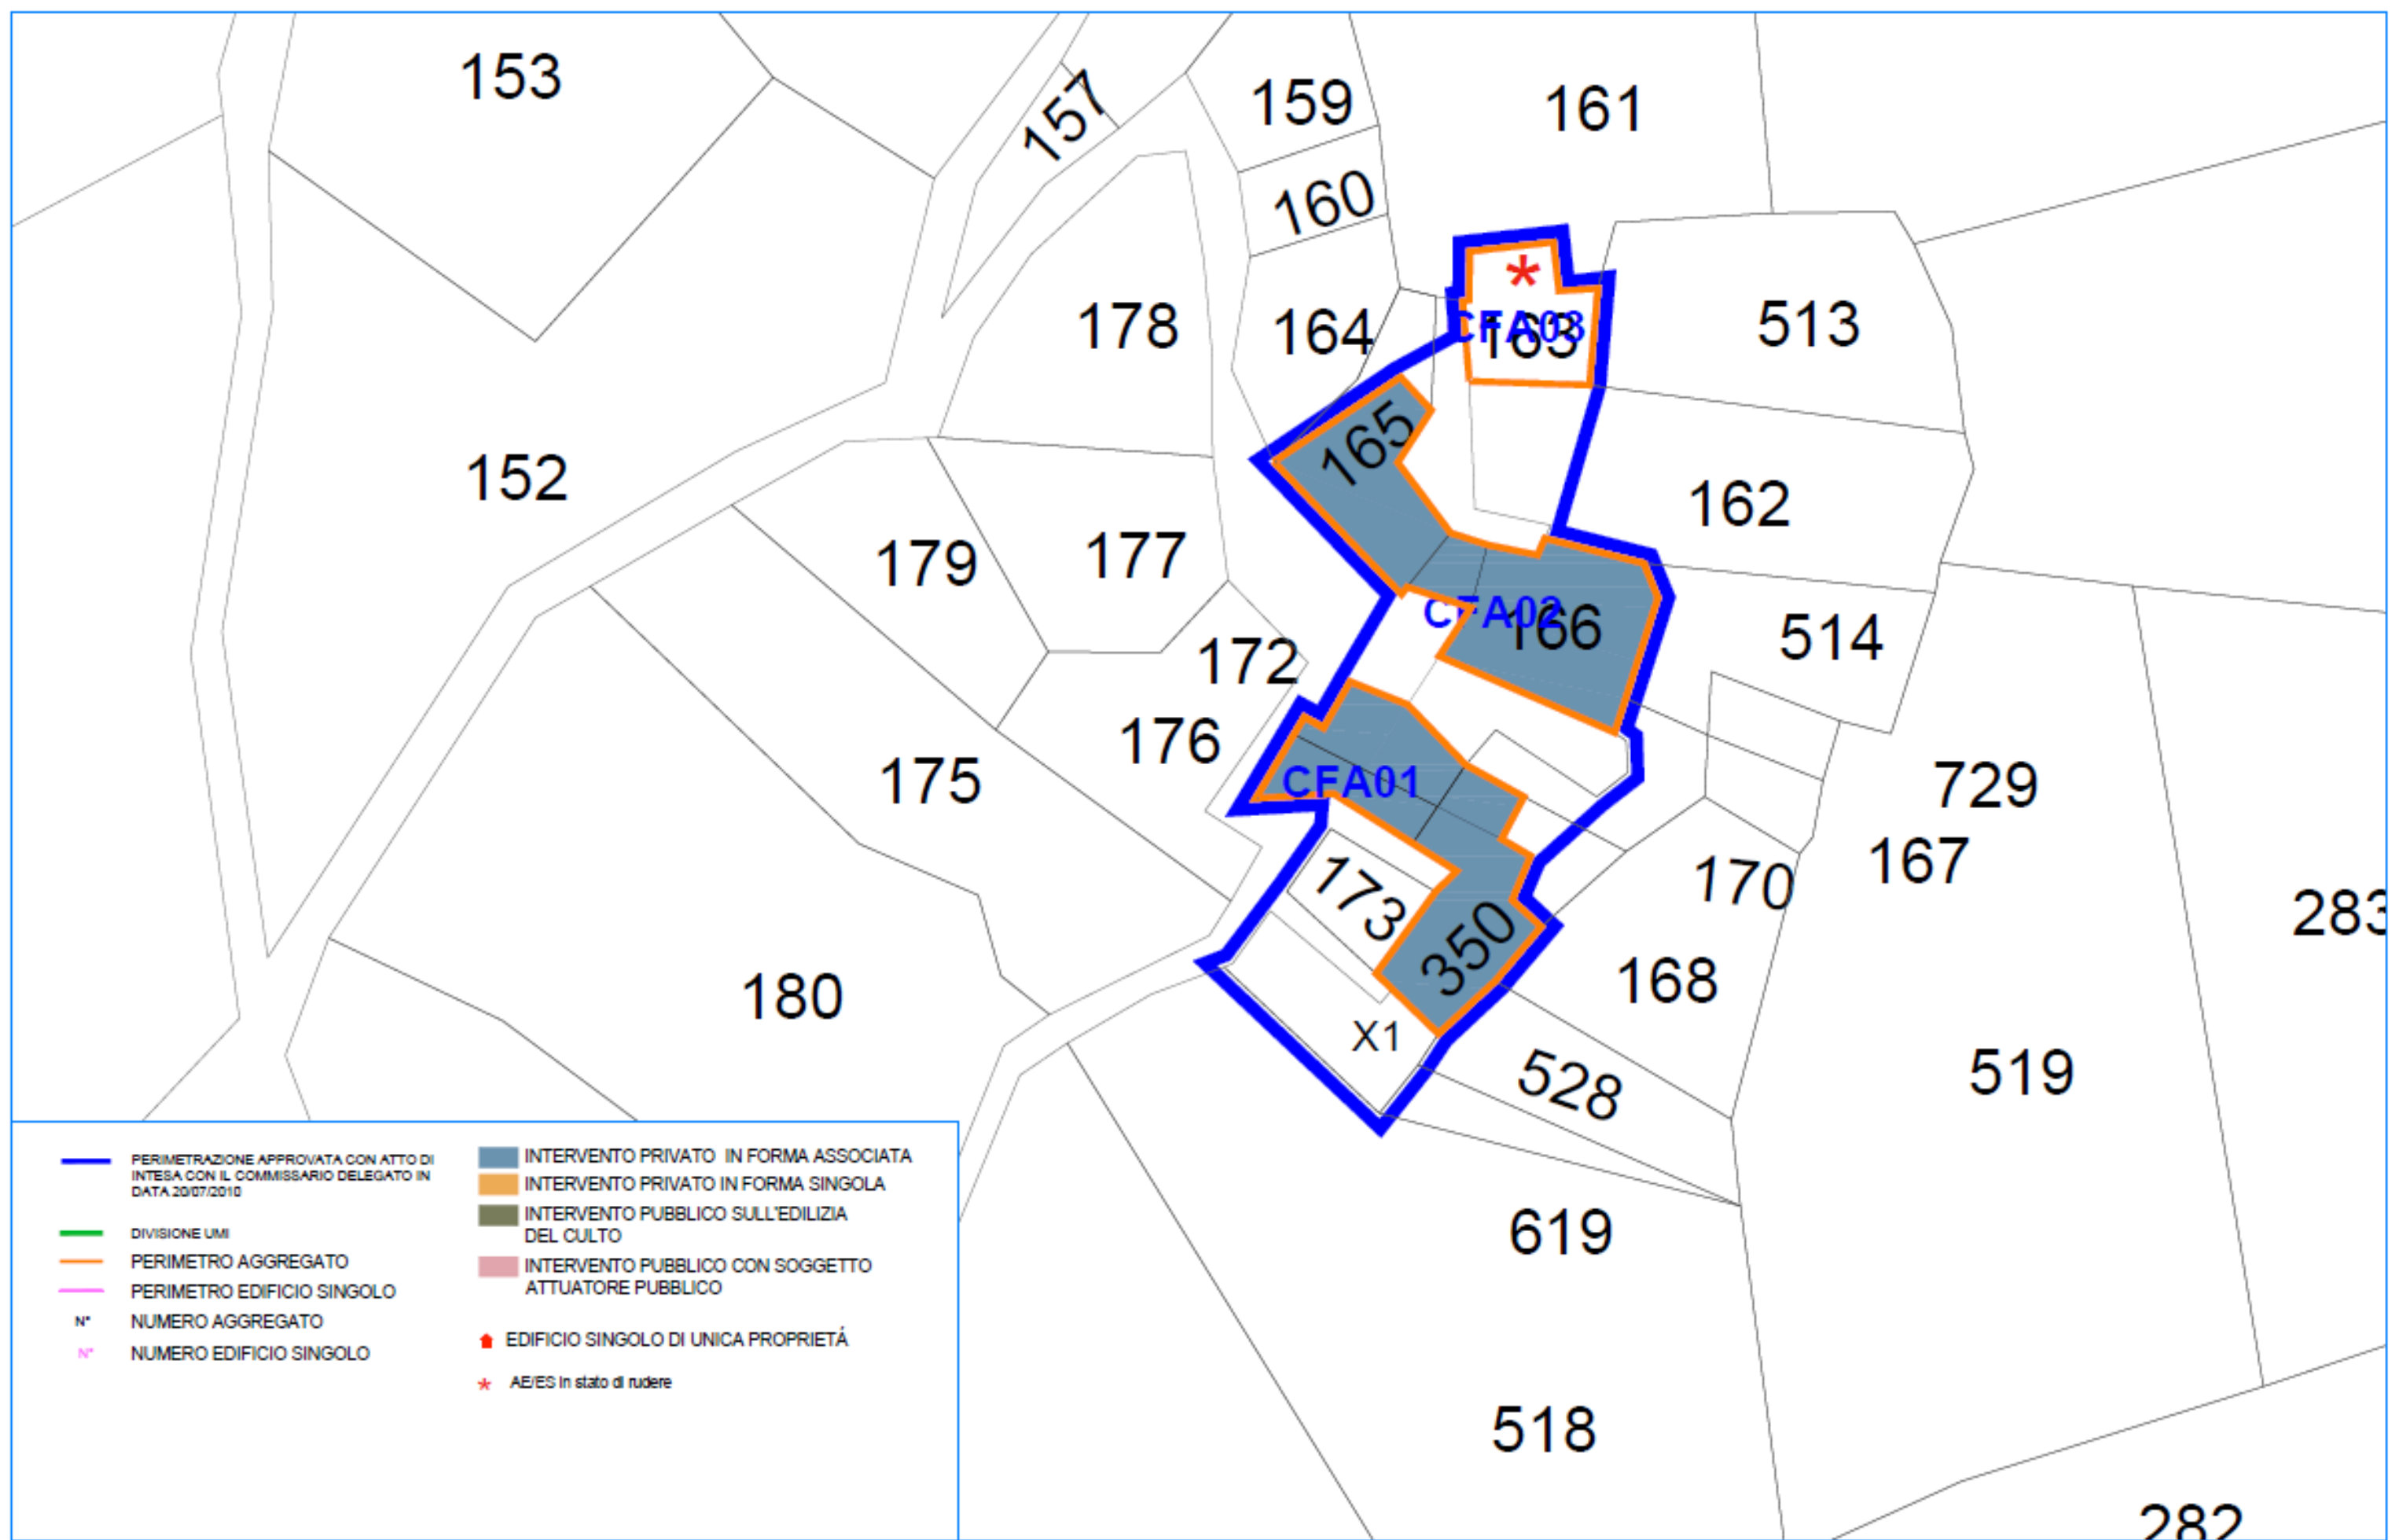 153
157
159
161
160
178
164
CFA03
163
513
165
152
162
179
177
CFA02
166
514
172
176
175
CFA01
729
167
170
173
350
283
180
168
X1
528
519
619
518
282
PERIMETRAZIONE APPROVATA CON ATTO DI
INTESA CON IL COMMISSARIO DELEGATO IN
DATA 20/07/2010
DIVISIONE UMI
PERIMETRO AGGREGATO
PERIMETRO EDIFICIO SINGOLO
N° NUMERO AGGREGATO
N° NUMERO EDIFICIO SINGOLO
INTERVENTO PRIVATO IN FORMA ASSOCIATA
INTERVENTO PRIVATO IN FORMA SINGOLA
INTERVENTO PUBBLICO SULL'EDILIZIA
DEL CULTO
INTERVENTO PUBBLICO CON SOGGETTO
ATTUATORE PUBBLICO
EDIFICIO SINGOLO DI UNICA PROPRIETÁ
* AE/ES in stato di rudere